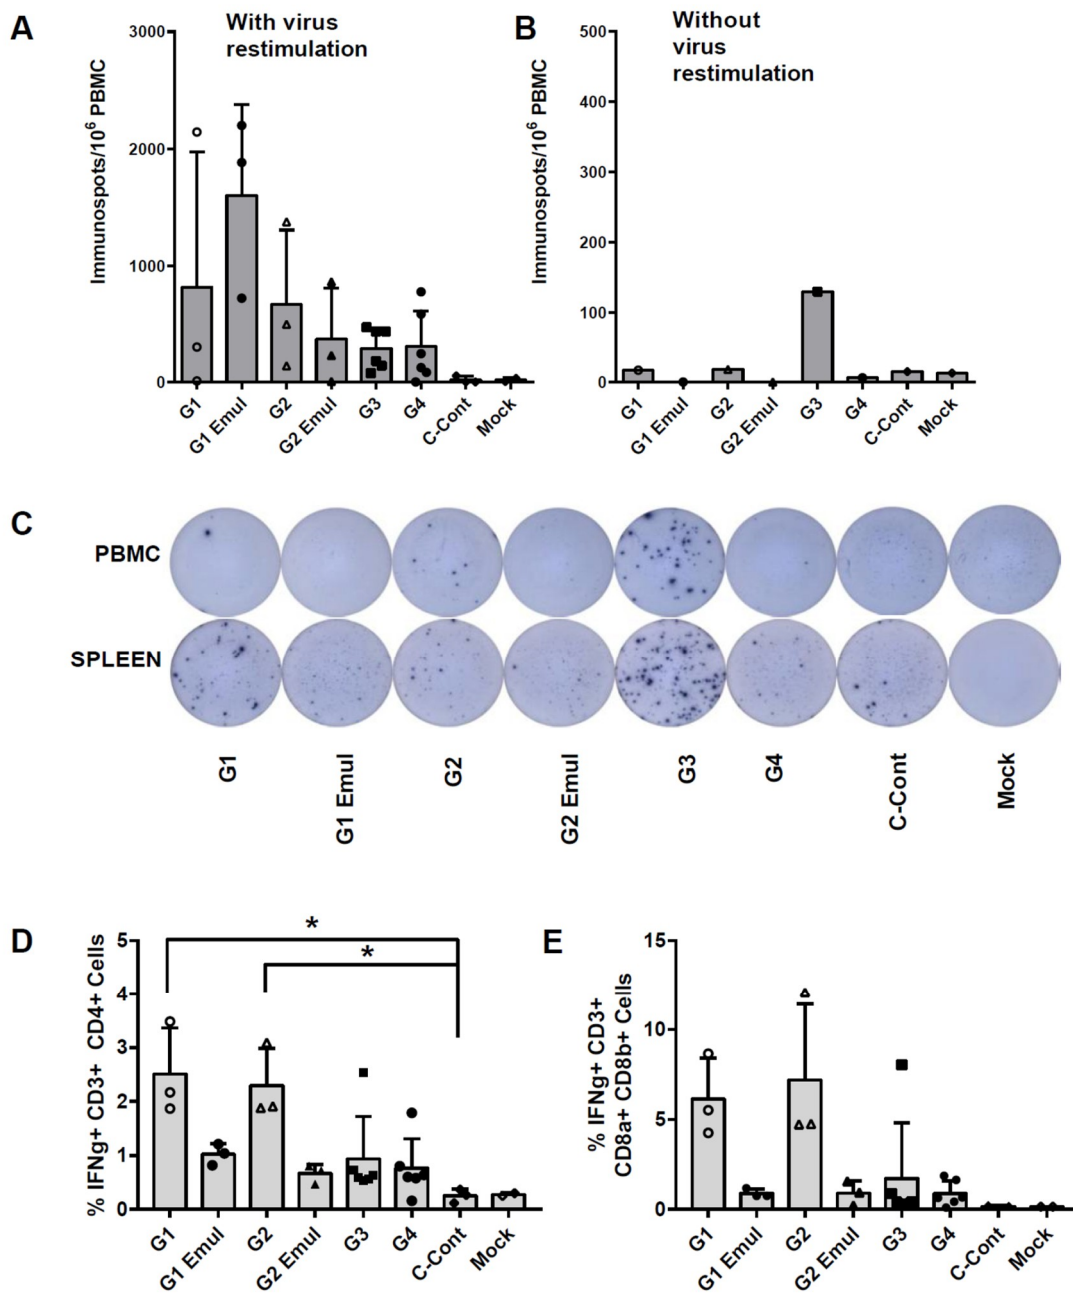 A
With virus
restimulation
Immunospots/10⁶ PBMC
3000
2000
1000
0
G1
G1 Emul
G2
G2 Emul
G3
G4
C-Cont
Mock
B
Without
virus
restimulation
Immunospots/10⁶ PBMC
500
400
300
200
100
0
G1
G1 Emul
G2
G2 Emul
G3
G4
C-Cont
Mock
C
PBMC
SPLEEN
G1
G1 Emul
G2
G2 Emul
G3
G4
C-Cont
Mock
D
% IFNg+ CD3+ CD4+ Cells
5
4
3
2
1
0
*
*
G1
G1 Emul
G2
G2 Emul
G3
G4
C-Cont
Mock
E
% IFNg+ CD3+
CD8a+ CD8b+ Cells
15
10
5
0
G1
G1 Emul
G2
G2 Emul
G3
G4
C-Cont
Mock